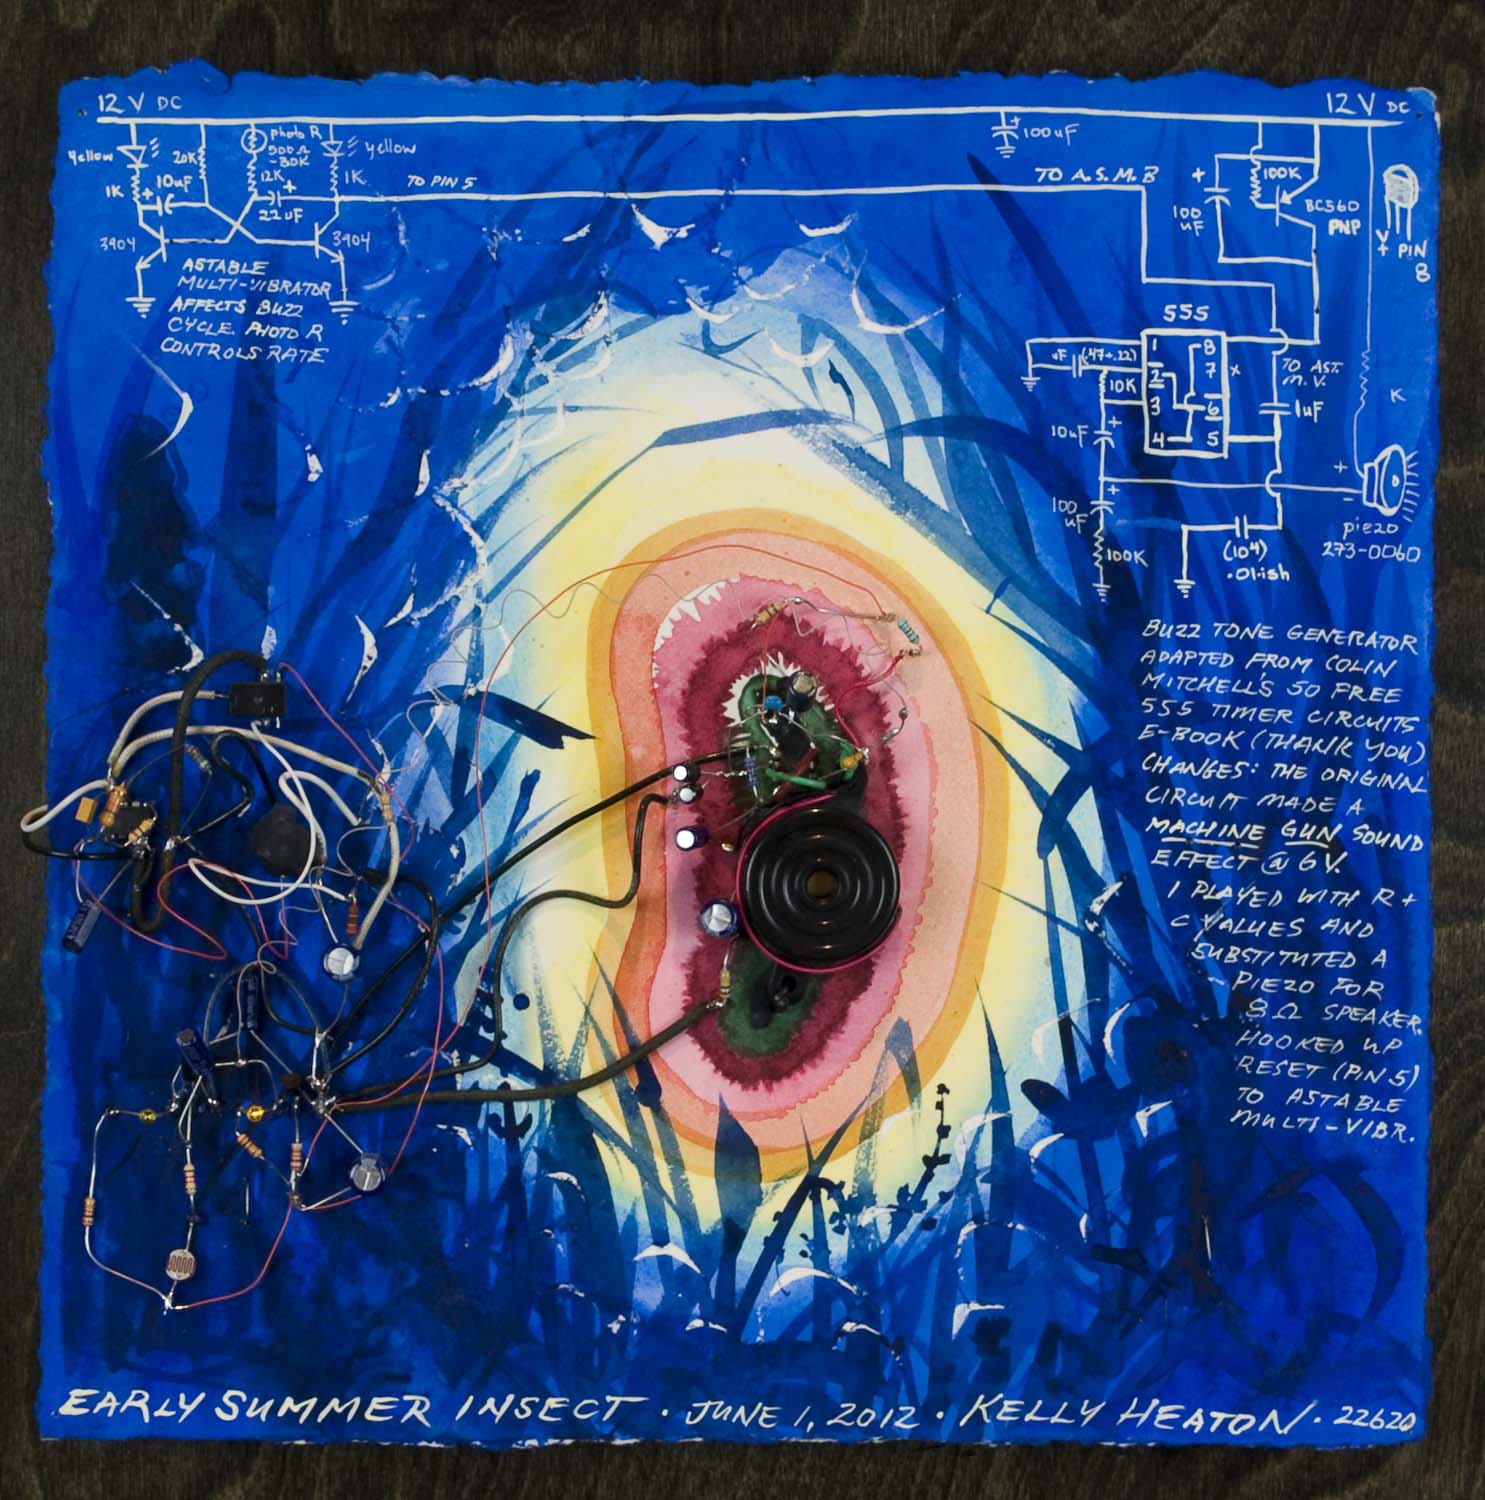 12 V DC
12 V DC
yellow
20K
photo R
500Ω
-30K
yellow
1K
10uF
12K
1K
+
+
22uF
3904
3904
ASTABLE
MULTI-VIBRATOR
AFFECTS BUZZ
CYCLE. PHOTO R
CONTROLS RATE
TO PIN 5
+
100uF
TO A.S.M.B
+
100
uF
100K
BC560
PNP
V
+
PIN
8
555
1
2
3
4
8
7
6
5
x
uF
(.47+.22)
10K
+
10uF
TO AST.
M.V.
1uF
K
+
-
+
100
uF
100K
(104)
.01ish
piezo
273-0060
BUZZ TONE GENERATOR
ADAPTED FROM COLIN
MITCHELL'S 50 FREE
555 TIMER CIRCUITS
E-BOOK (THANK YOU)
CHANGES: THE ORIGINAL
CIRCUIT MADE A
MACHINE GUN SOUND
EFFECT @ 6V.
I PLAYED WITH R +
C VALUES AND
SUBSTITUTED A
PIEZO FOR
8Ω SPEAKER.
HOOKED UP
RESET (PIN 5)
TO ASTABLE
MULTI-VIBR.
EARLY SUMMER INSECT · JUNE 1, 2012 · KELLY HEATON · 22620